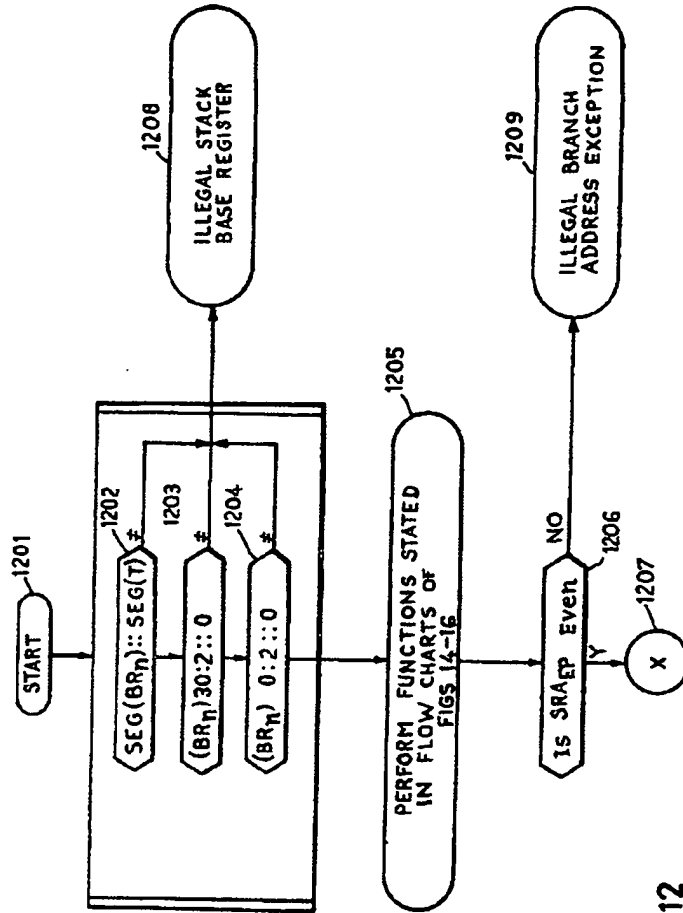 1201
START
1202
SEG(BRn)::SEG(T)
≠
1203
(BRn)30:2::0
≠
1204
(BRn) 0:2::0
≠
1208
ILLEGAL STACK
BASE REGISTER
1205
PERFORM FUNCTIONS STATED
IN FLOW CHARTS OF
FIGS 14-16
Is SRAEP Even
NO
1206
Y
1209
ILLEGAL BRANCH
ADDRESS EXCEPTION
1207
X
12